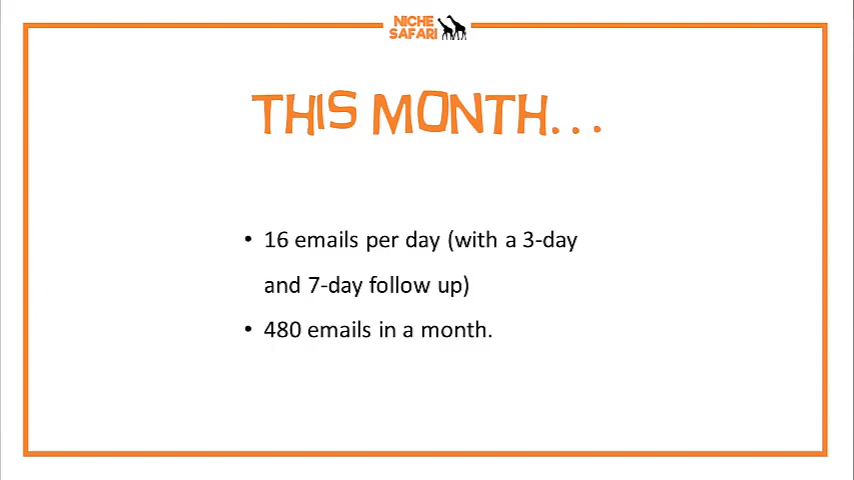 NICHE
SAFARI
THIS MONTH...
• 16 emails per day (with a 3-day
and 7-day follow up)
• 480 emails in a month.